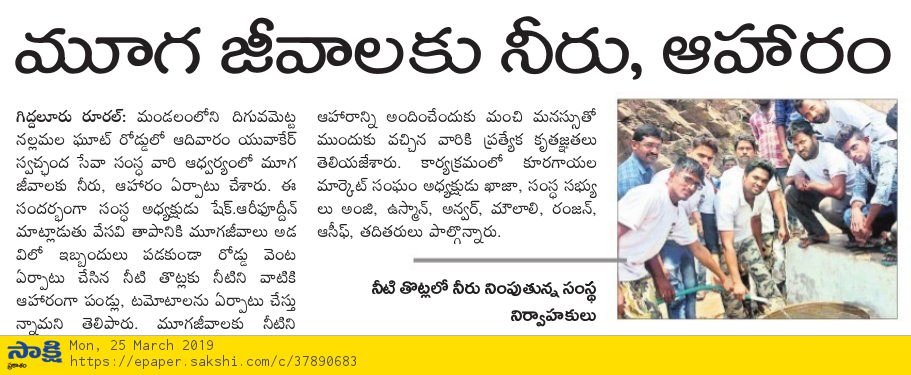 మూగ జీవాలకు నీరు, ఆహారం
గిద్దలూరు రూరల్: మండలంలోని దిగువమెట్ట
నల్లమల ఘాట్ రోడ్డులో ఆదివారం యువాకేర్
స్వచ్ఛంద సేవా సంస్థ వారి ఆధ్వర్యంలో మూగ
జీవాలకు నీరు, ఆహారం ఏర్పాటు చేశారు. ఈ
సందర్భంగా సంస్థ అధ్యక్షుడు షేక్.ఆరీఫుద్దీన్
మాట్లాడుతు వేసవి తాపానికి మూగజీవాలు అడ
విలో ఇబ్బందులు పడకుండా రోడ్డు వెంట
ఏర్పాటు చేసిన నీటి తొట్లకు నీటిని వాటికి
ఆహారంగా పండ్లు, టమోటాలను ఏర్పాటు చేస్తు
న్నామని తెలిపారు. మూగజీవాలకు నీటిని
ఆహారాన్ని అందించేందుకు మంచి మనస్సుతో
ముందుకు వచ్చిన వారికి ప్రత్యేక కృతజ్ఞతలు
తెలియజేశారు. కార్యక్రమంలో కూరగాయల
మార్కెట్ సంఘం అధ్యక్షుడు ఖాజా, సంస్థ సభ్యు
లు అంజి, ఉస్మాన్, అన్వర్, మౌలాలి, రంజన్,
ఆసీఫ్, తదితరులు పాల్గొన్నారు.
నీటి తొట్లలో నీరు నింపుతున్న సంస్థ
నిర్వాహకులు
సాక్షి
ప్రకాశం
Mon, 25 March 2019
https://epaper.sakshi.com/c/37890683